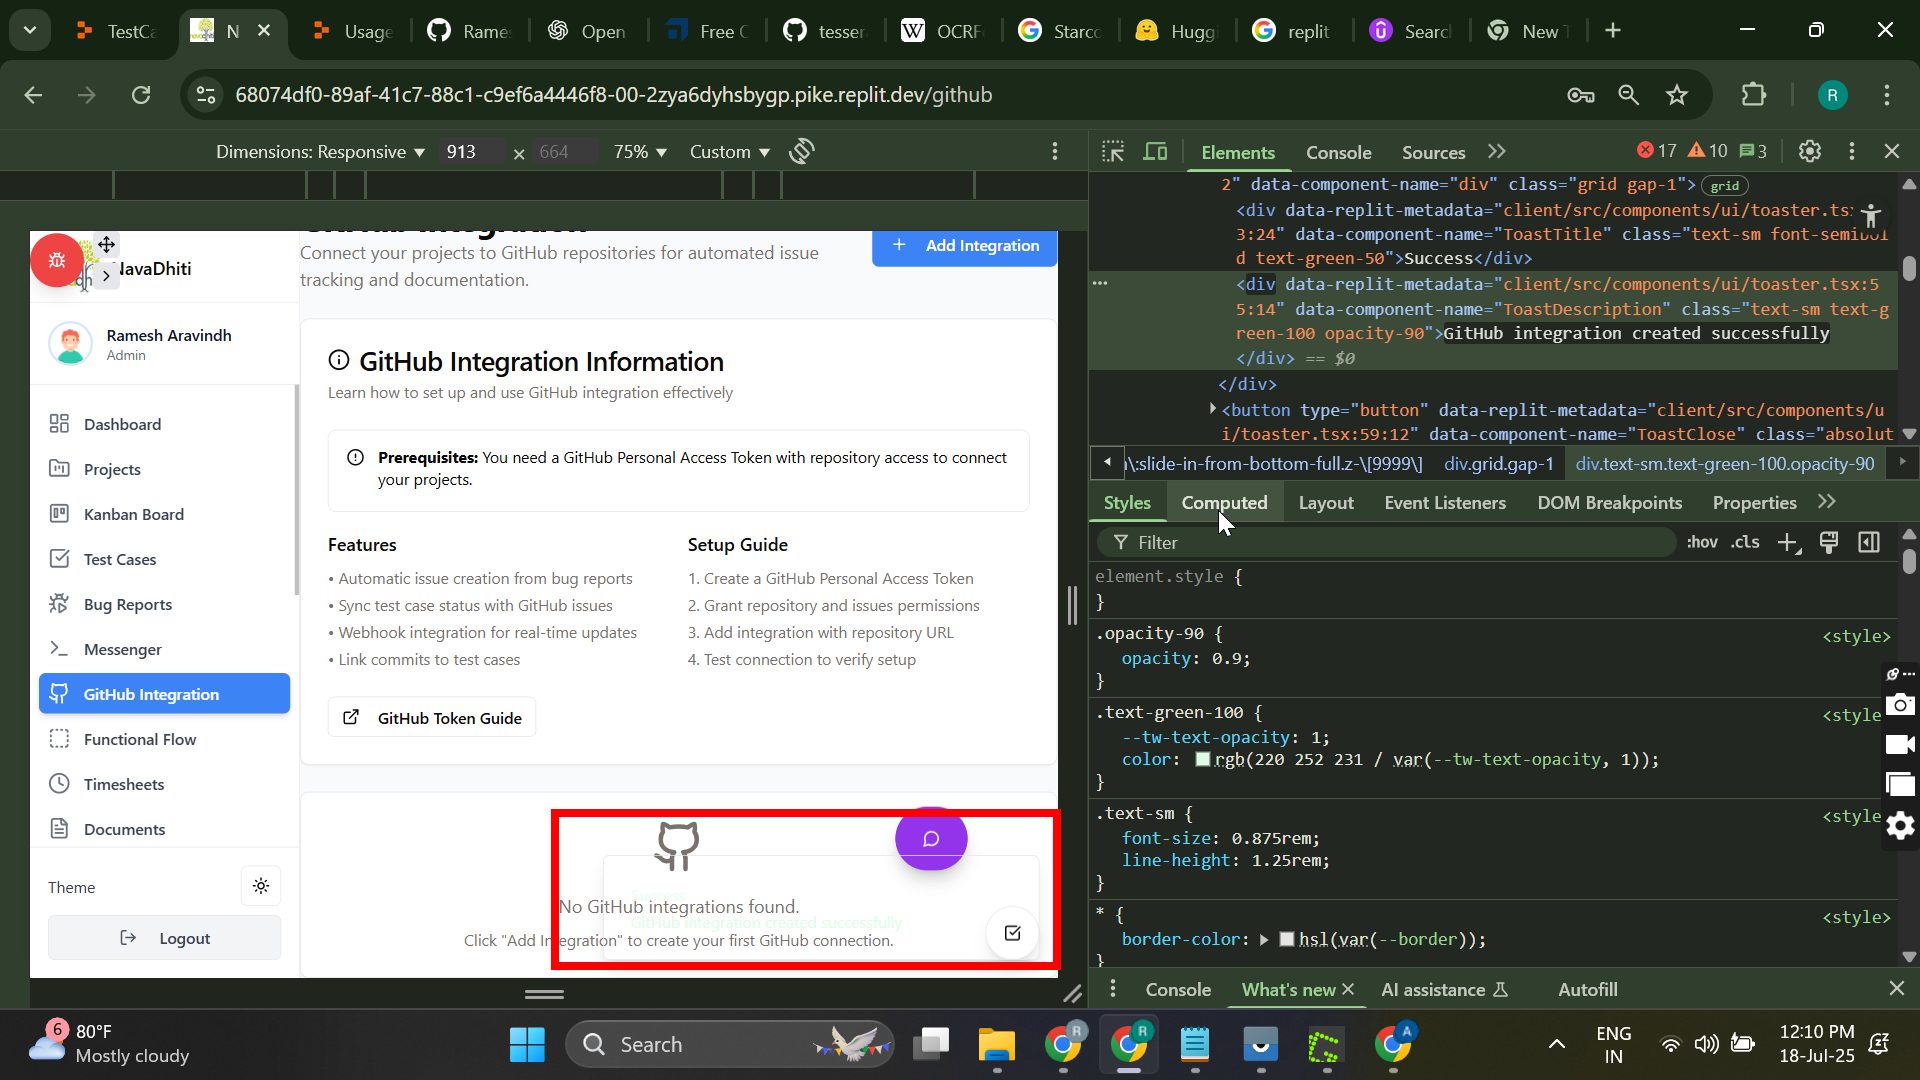 TestCa
N
Usage
Rames
Open
Free C
tesser
OCRF
Starco
Huggi
replit
Search
New T
68074df0-89af-41c7-88c1-c9ef6a4446f8-00-2zya6dyhsbygp.pike.replit.dev/github
R
Dimensions: Responsive
913
×
664
75%
Custom
Elements
Console
Sources
17
10
3
NavaDhiti
Ramesh Aravindh
Admin
Dashboard
Projects
Kanban Board
Test Cases
Bug Reports
Messenger
GitHub Integration
Functional Flow
Timesheets
Documents
Theme
Logout
GitHub Integration
Connect your projects to GitHub repositories for automated issue
tracking and documentation.
+ Add Integration
GitHub Integration Information
Learn how to set up and use GitHub integration effectively
Prerequisites: You need a GitHub Personal Access Token with repository access to connect
your projects.
Features
• Automatic issue creation from bug reports
• Sync test case status with GitHub issues
• Webhook integration for real-time updates
• Link commits to test cases
Setup Guide
1. Create a GitHub Personal Access Token
2. Grant repository and issues permissions
3. Add integration with repository URL
4. Test connection to verify setup
GitHub Token Guide
Success
No GitHub integrations found.
GitHub integration created successfully
Click "Add Integration" to create your first GitHub connection.
2" data-component-name="div" class="grid gap-1"> grid
<div data-replit-metadata="client/src/components/ui/toaster.tsx:
3:24" data-component-name="ToastTitle" class="text-sm font-semibol
d text-green-50">Success</div>
<div data-replit-metadata="client/src/components/ui/toaster.tsx:5
5:14" data-component-name="ToastDescription" class="text-sm text-g
reen-100 opacity-90">GitHub integration created successfully
</div> == $0
</div>
<button type="button" data-replit-metadata="client/src/components/u
i/toaster.tsx:59:12" data-component-name="ToastClose" class="absolut
\:slide-in-from-bottom-full.z-\[9999\]
div.grid.gap-1
div.text-sm.text-green-100.opacity-90
Styles
Computed
Layout
Event Listeners
DOM Breakpoints
Properties
Filter
:hov
.cls
element.style {
}
.opacity-90 {
<style>
opacity: 0.9;
}
.text-green-100 {
<style
--tw-text-opacity: 1;
color: rgb(220 252 231 / var(--tw-text-opacity, 1));
}
.text-sm {
<style
font-size: 0.875rem;
line-height: 1.25rem;
}
* {
<style>
border-color: hsl(var(--border));
}
Console
What's new
AI assistance
Autofill
6
80°F
Mostly cloudy
Search
R
R
A
ENG
IN
12:10 PM
18-Jul-25